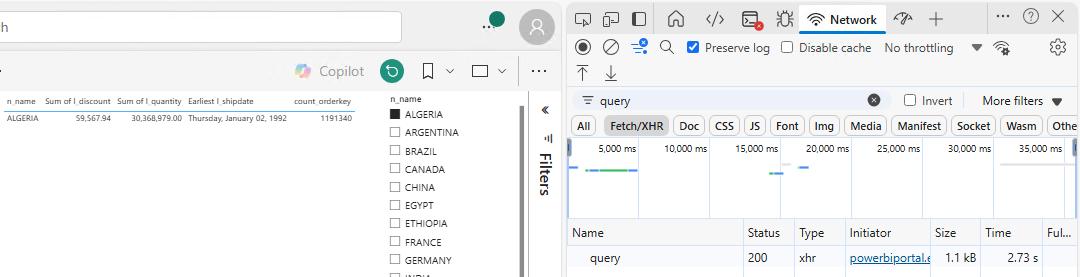 h
Copilot
n_name Sum of l_discount Sum of l_quantity Earliest l_shipdate count_orderkey
ALGERIA 59,567.94 30,368,979.00 Thursday, January 02, 1992 1191340
n_name
ALGERIA
ARGENTINA
BRAZIL
CANADA
CHINA
EGYPT
ETHIOPIA
FRANCE
GERMANY
Filters
Network
Preserve log Disable cache No throttling
query Invert More filters
All Fetch/XHR Doc CSS JS Font Img Media Manifest Socket Wasm Othe
5,000 ms 10,000 ms 15,000 ms 20,000 ms 25,000 ms 30,000 ms 35,000 ms
Name Status Type Initiator Size Time Ful...
query 200 xhr powerbiportal.e 1.1 kB 2.73 s